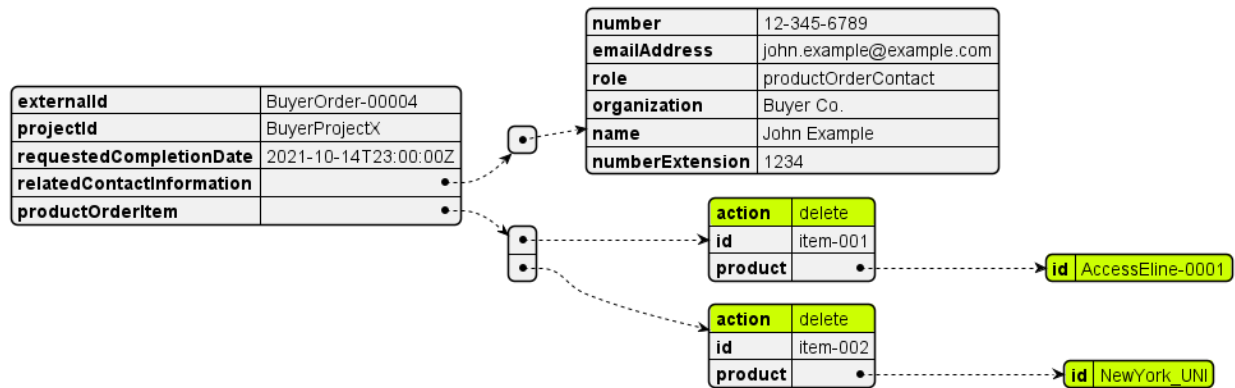 number 12-345-6789
emailAddress john.example@example.com
role productOrderContact
organization Buyer Co.
name John Example
numberExtension 1234
externalId BuyerOrder-00004
projectId BuyerProjectX
requestedCompletionDate 2021-10-14T23:00:00Z
relatedContactInformation
productOrderItem
action delete
id item-001
product
id AccessEline-0001
action delete
id item-002
product
id NewYork_UNI